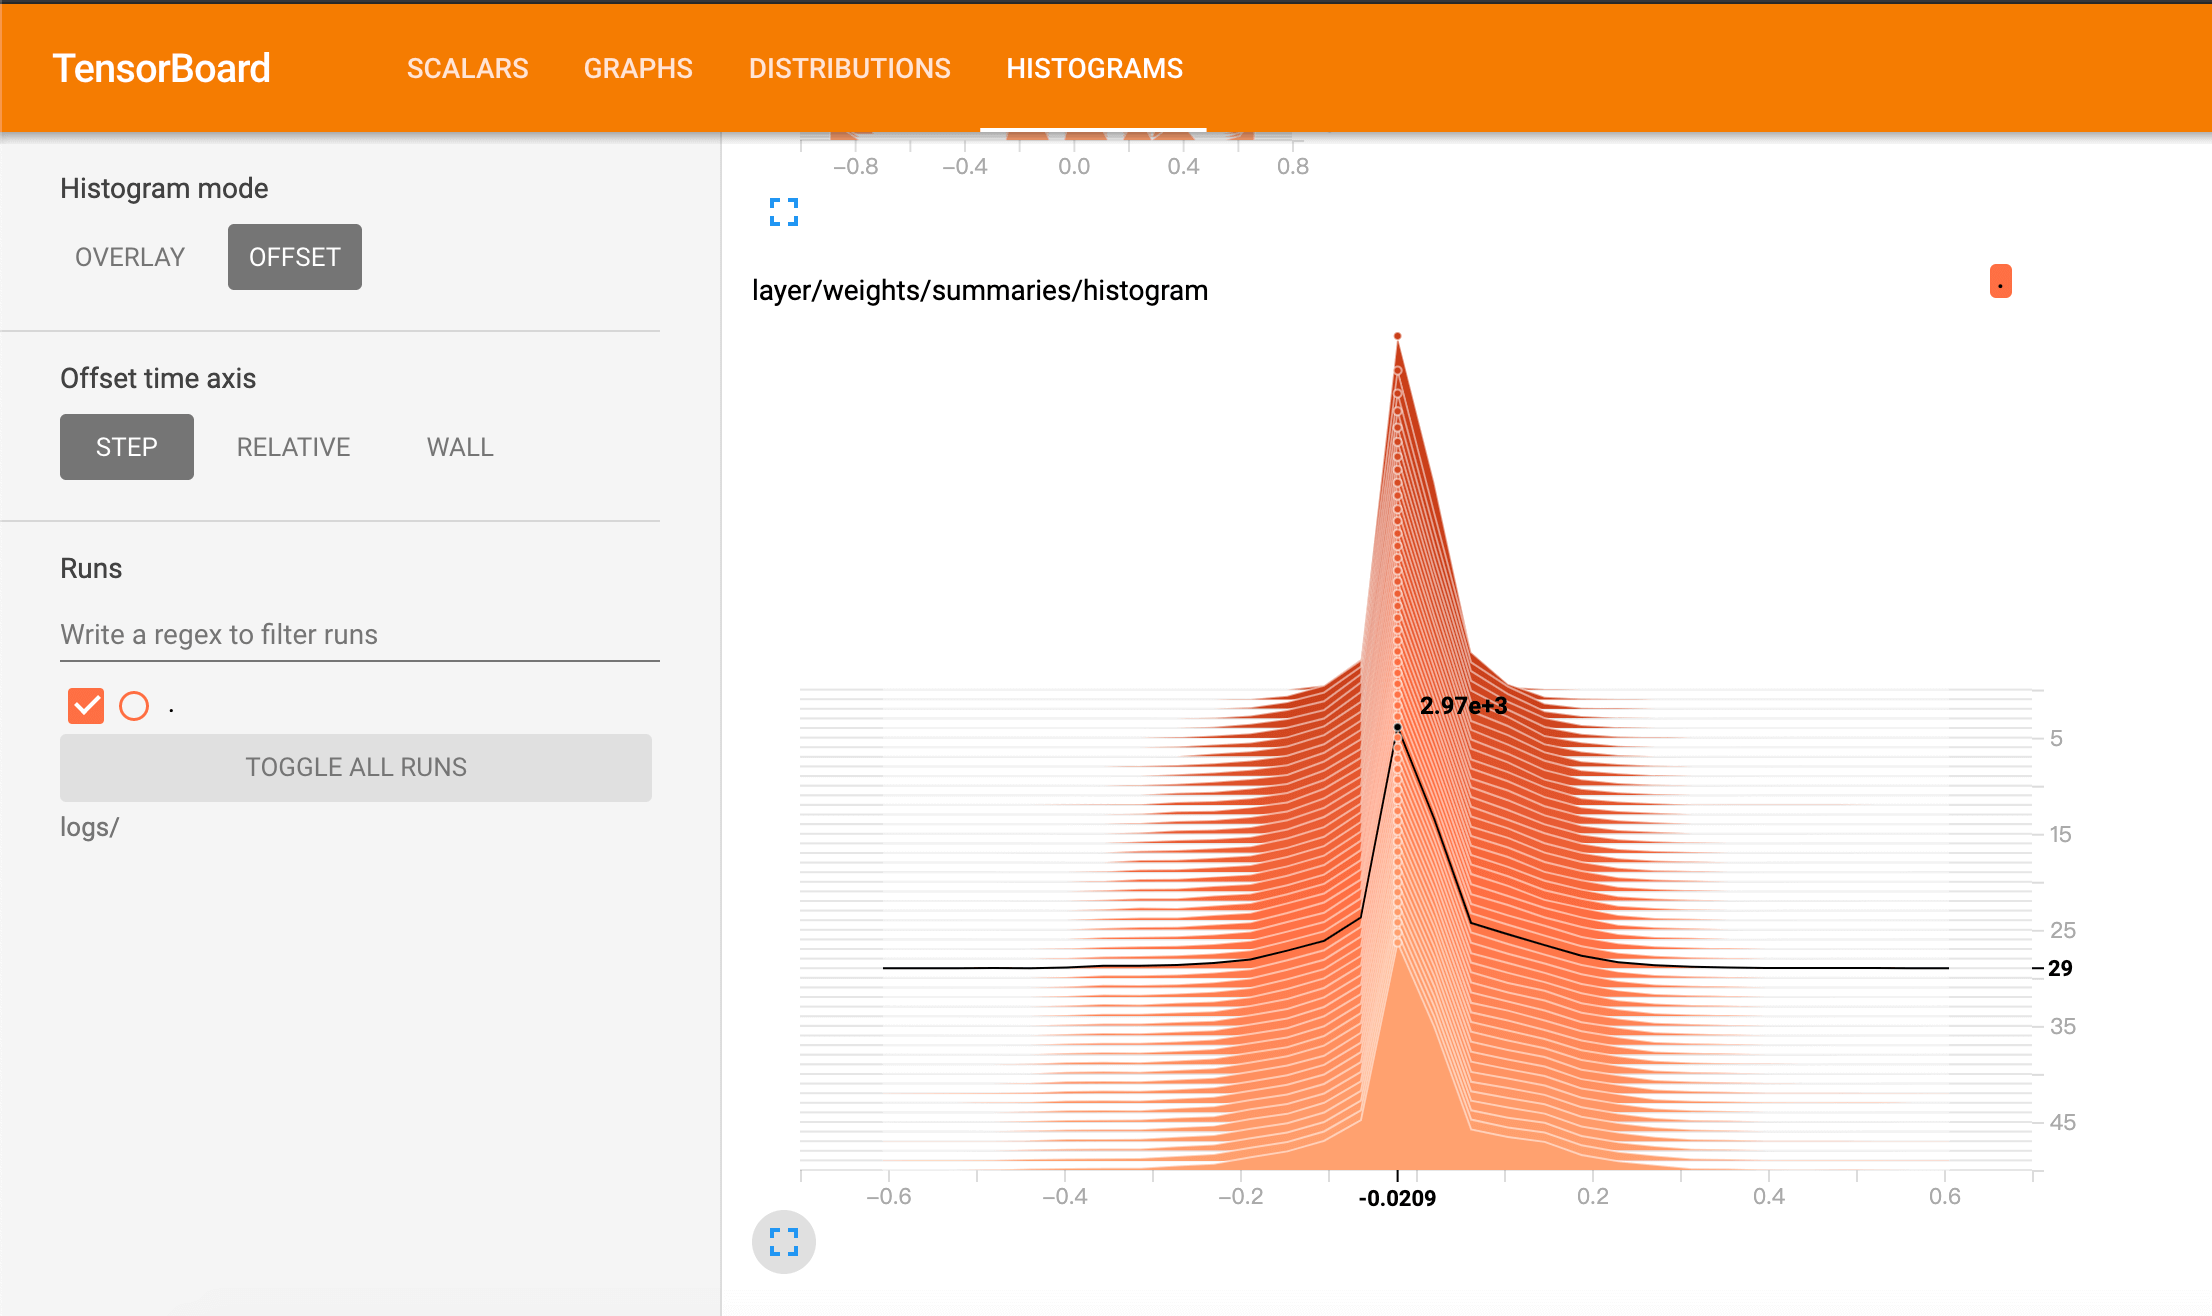 TensorBoard SCALARS GRAPHS DISTRIBUTIONS HISTOGRAMS
Histogram mode
OVERLAY OFFSET
Offset time axis
STEP RELATIVE WALL
Runs
Write a regex to filter runs
.
TOGGLE ALL RUNS
logs/
−0.8 −0.4 0.0 0.4 0.8
layer/weights/summaries/histogram
.
2.97e+3
5
15
25
29
35
45
−0.6 −0.4 −0.2 -0.0209 0.2 0.4 0.6